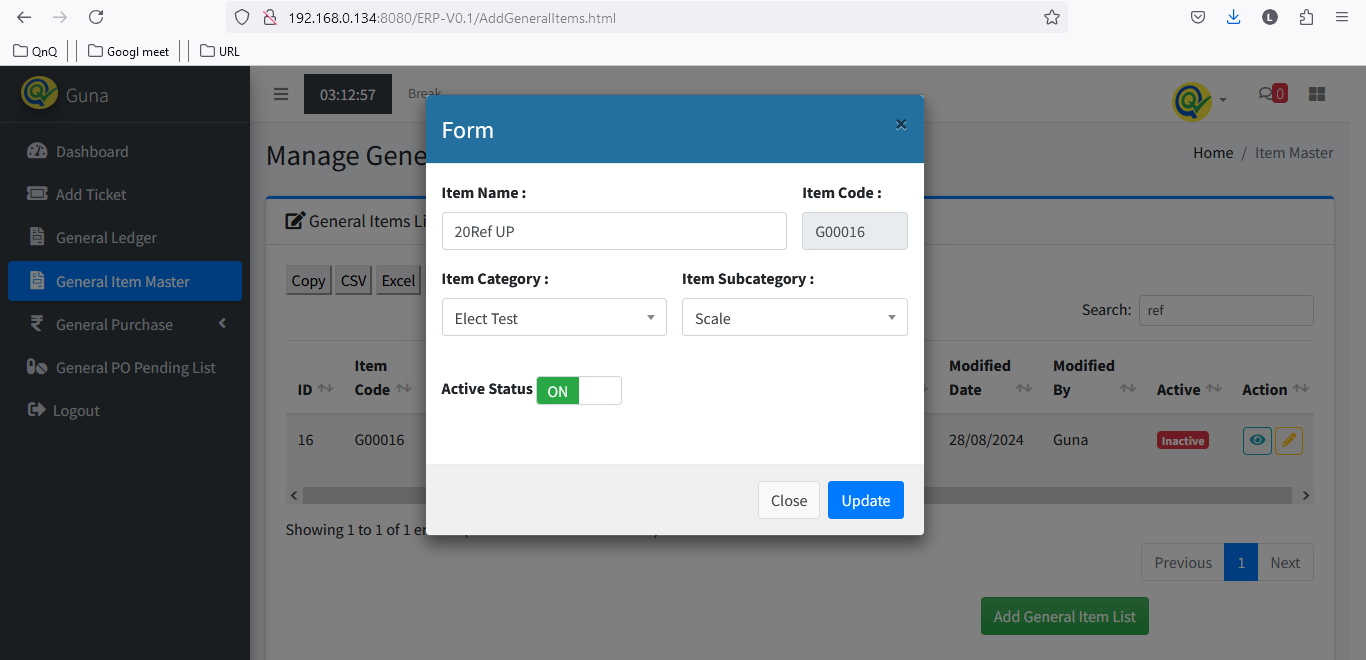 192.168.0.134:8080/ERP-V0.1/AddGeneralItems.html
L
QnQ
Googl meet
URL
Guna
03:12:57
Break
0
Dashboard
Add Ticket
General Ledger
General Item Master
General Purchase
General PO Pending List
Logout
Manage Gene
Home / Item Master
General Items Li
Copy CSV Excel
Search: ref
ID
Item Code
Modified Date
Modified By
Active
Action
16 G00016 28/08/2024 Guna Inactive
Showing 1 to 1 of 1 e
Previous 1 Next
Add General Item List
Form ×
Item Name : Item Code :
20Ref UP G00016
Item Category : Item Subcategory :
Elect Test Scale
Active Status ON
Close Update